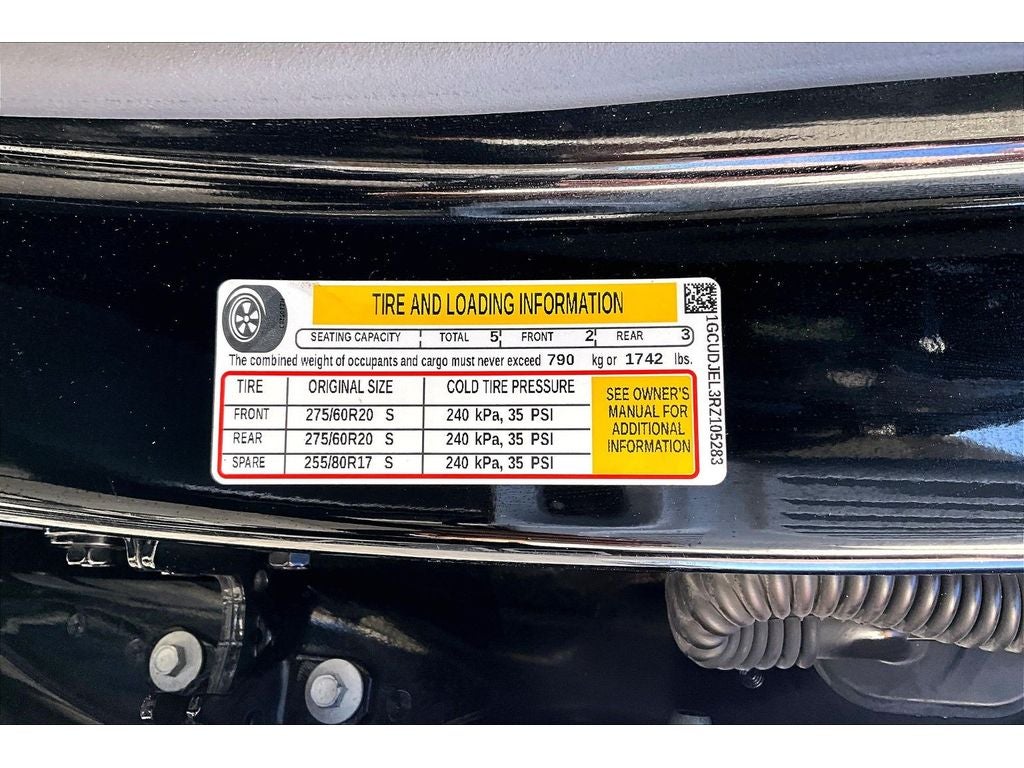 TIRE AND LOADING INFORMATION
SEATING CAPACITY TOTAL 5 FRONT 2 REAR 3
The combined weight of occupants and cargo must never exceed 790 kg or 1742 lbs.
TIRE ORIGINAL SIZE COLD TIRE PRESSURE
FRONT 275/60R20 S 240 kPa, 35 PSI
REAR 275/60R20 S 240 kPa, 35 PSI
SPARE 255/80R17 S 240 kPa, 35 PSI
SEE OWNER'S
MANUAL FOR
ADDITIONAL
INFORMATION
1GCUDJEL3RZ105283